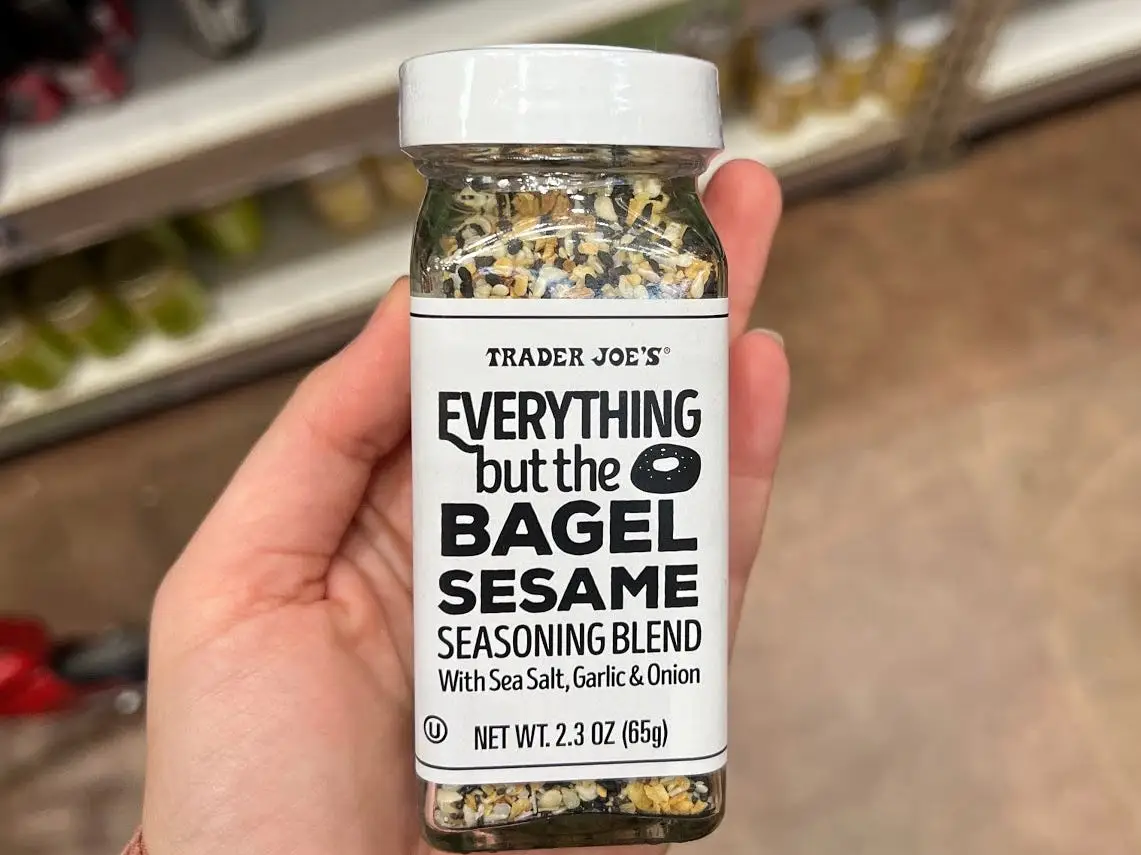 TRADER JOE'S®
EVERYTHING
but the
BAGEL
SESAME
SEASONING BLEND
With Sea Salt, Garlic & Onion
U
NET WT. 2.3 OZ (65g)